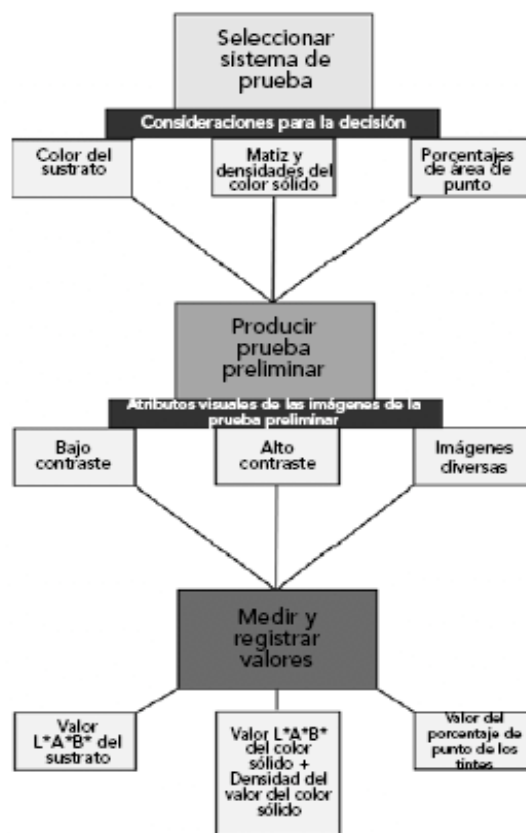 Seleccionar
sistema de
prueba
Consideraciones para la decisión
Color del
sustrato
Matiz y
densidades del
color sólido
Porcentajes
de área de
punto
Producir
prueba
preliminar
Atributos visuales de las imágenes de la
prueba preliminar
Bajo
contraste
Alto
contraste
Imágenes
diversas
Medir y
registrar
valores
Valor
L*A*B* del
sustrato
Valor L*A*B*
del color
sólido +
Densidad del
valor del color
sólido
Valor del
porcentaje de
punto de los
tintes